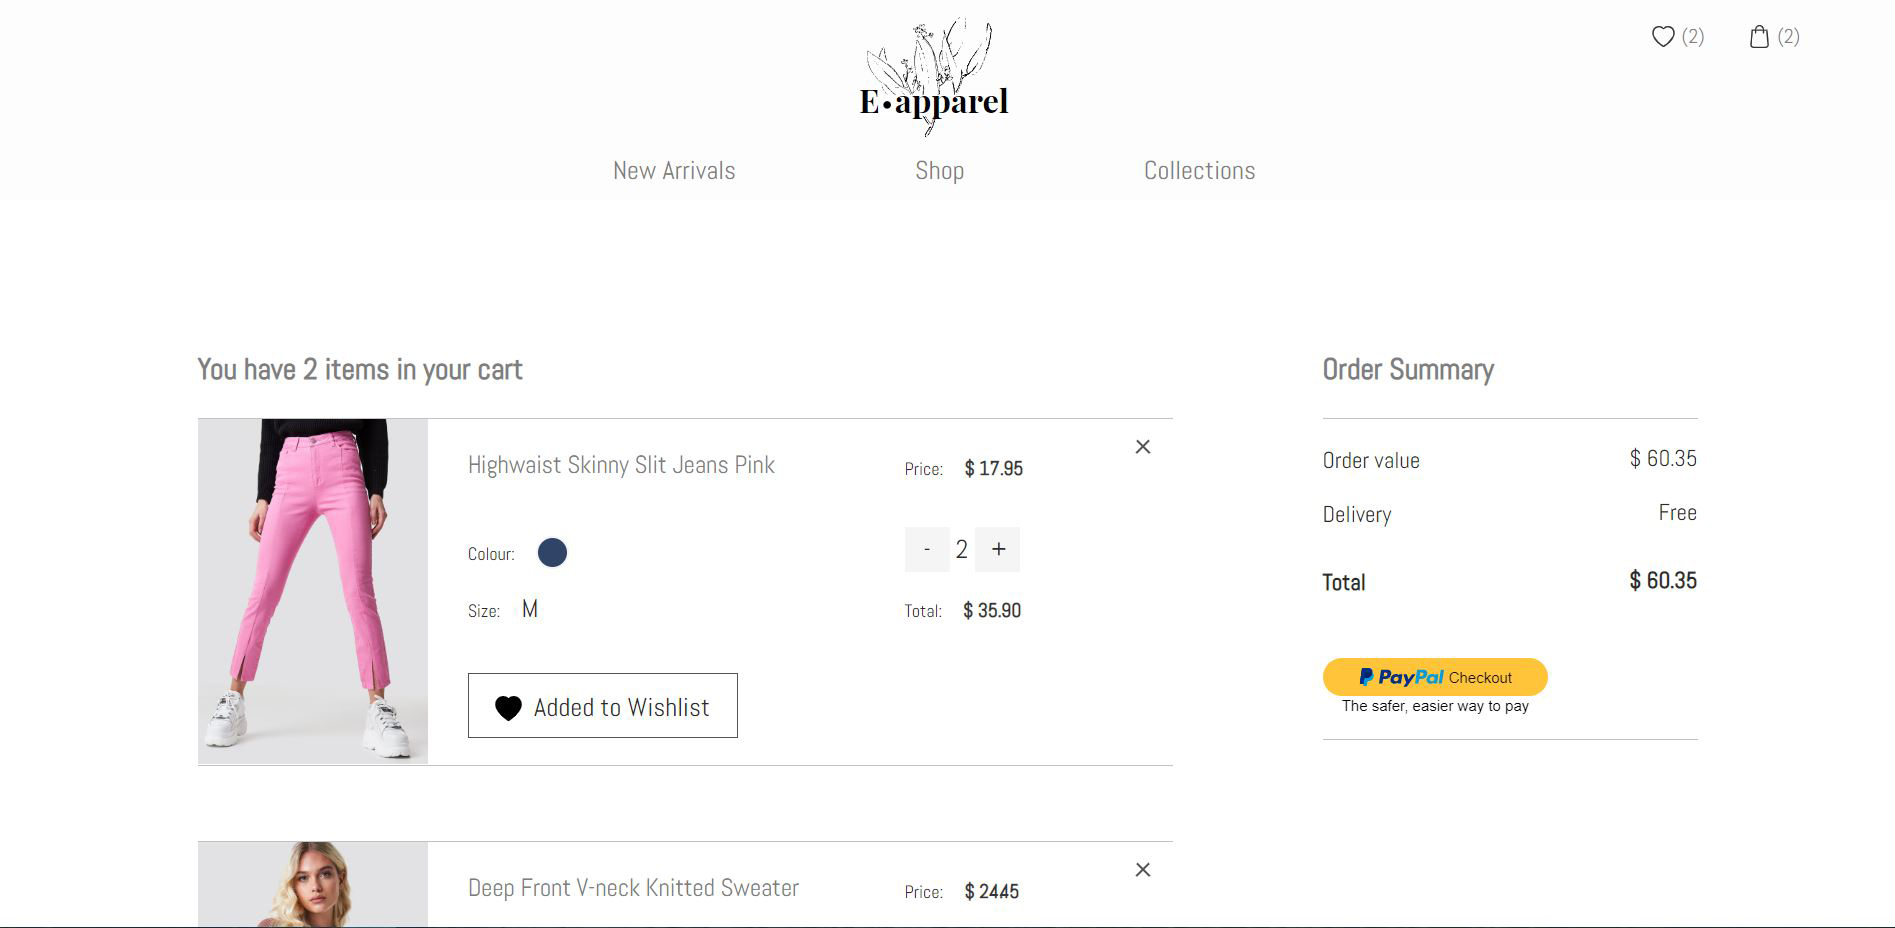 (2) (2)
E•apparel
New Arrivals Shop Collections
You have 2 items in your cart
Order Summary
Highwaist Skinny Slit Jeans Pink
Price: $ 17.95
Colour:
- 2 +
Size: M
Total: $ 35.90
Added to Wishlist
Order value $ 60.35
Delivery Free
Total $ 60.35
PayPal Checkout
The safer, easier way to pay
Deep Front V-neck Knitted Sweater
Price: $ 24.45